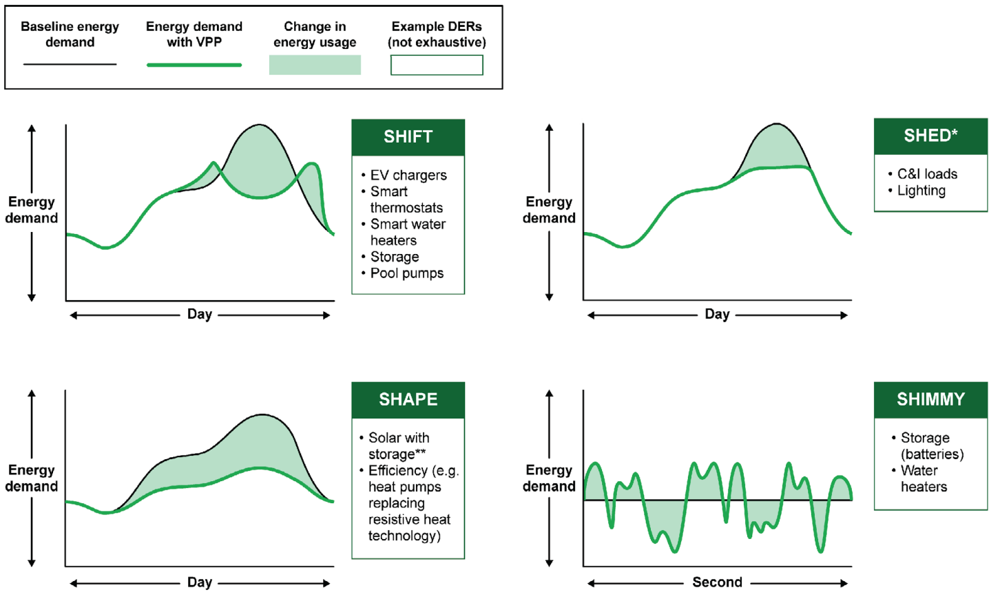 Baseline energy
demand
Energy demand
with VPP
Change in
energy usage
Example DERs
(not exhaustive)
Energy
demand
Day
SHIFT
• EV chargers
• Smart
thermostats
• Smart water
heaters
• Storage
• Pool pumps
Energy
demand
Day
SHED*
• C&I loads
• Lighting
Energy
demand
Day
SHAPE
• Solar with
storage**
• Efficiency (e.g.
heat pumps
replacing
resistive heat
technology)
Energy
demand
Second
SHIMMY
• Storage
(batteries)
• Water
heaters